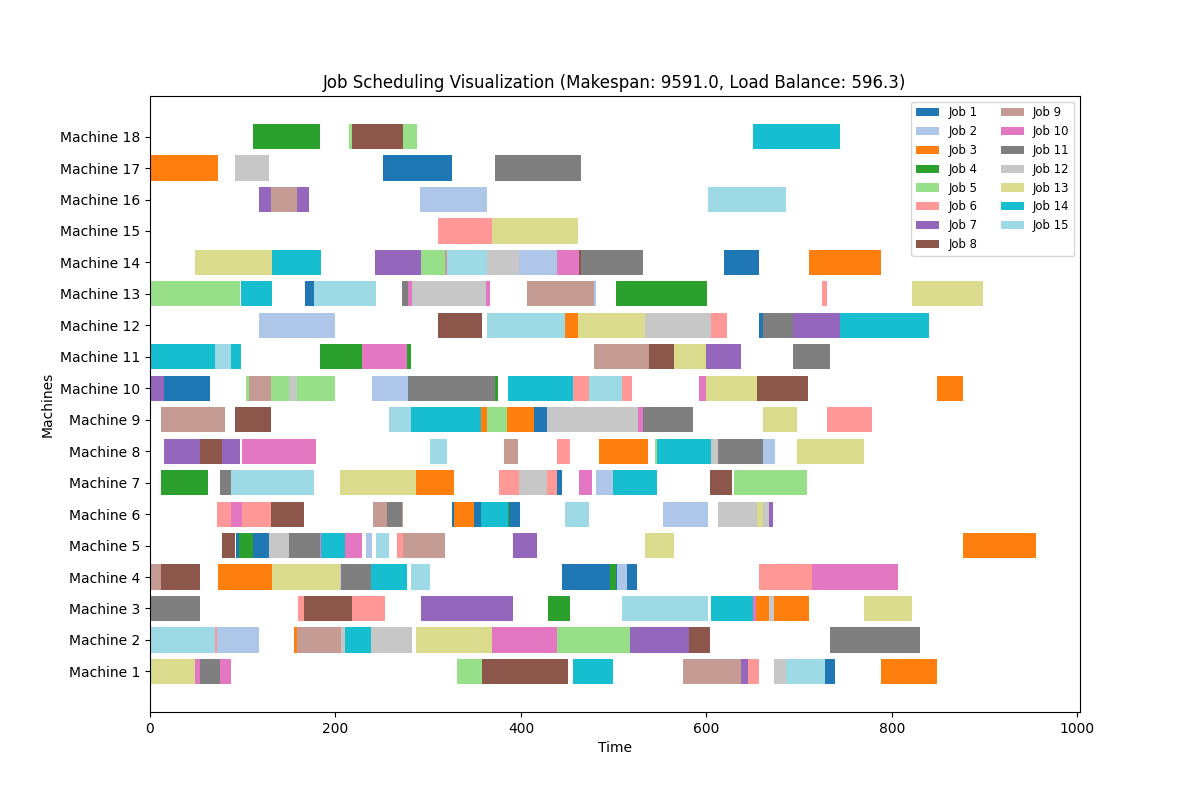 Job Scheduling Visualization (Makespan: 9591.0, Load Balance: 596.3)
Machine 18
Machine 17
Machine 16
Machine 15
Machine 14
Machine 13
Machine 12
Machine 11
Machine 10
Machine 9
Machine 8
Machine 7
Machine 6
Machine 5
Machine 4
Machine 3
Machine 2
Machine 1
Machines
Job 1
Job 2
Job 3
Job 4
Job 5
Job 6
Job 7
Job 8
Job 9
Job 10
Job 11
Job 12
Job 13
Job 14
Job 15
0
200
400
600
800
1000
Time